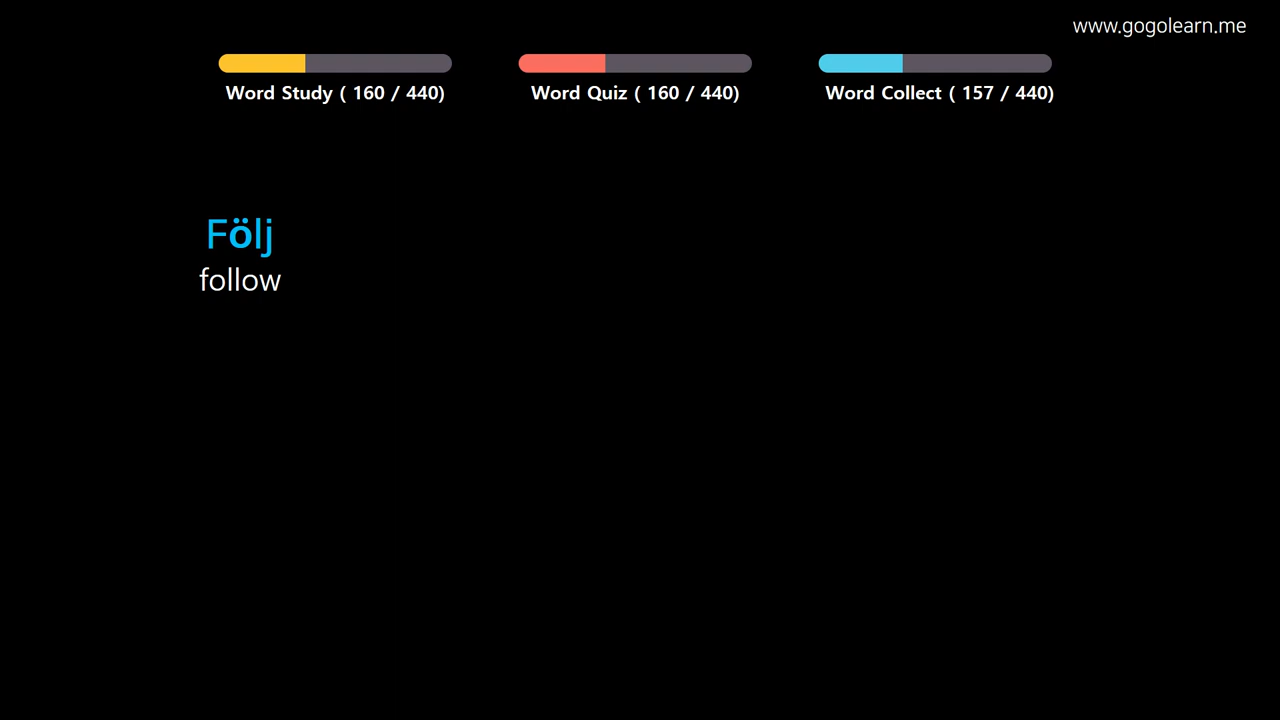 www.gogolearn.me
Word Study ( 160 / 440)
Word Quiz ( 160 / 440)
Word Collect ( 157 / 440)
Följ
follow